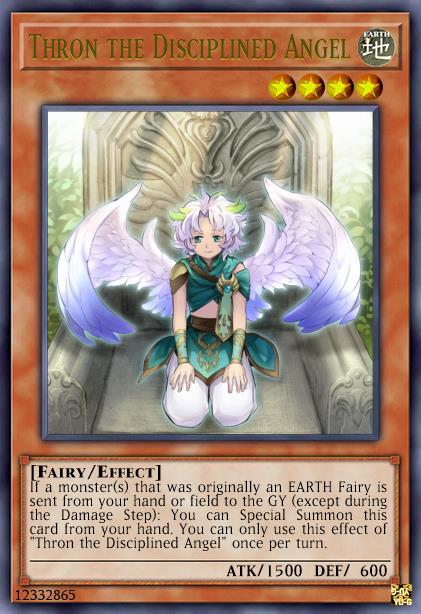 Thron the Disciplined Angel
EARTH
地
[Fairy/Effect]
If a monster(s) that was originally an EARTH Fairy is
sent from your hand or field to the GY (except during
the Damage Step): You can Special Summon this
card from your hand. You can only use this effect of
"Thron the Disciplined Angel" once per turn.
ATK/1500 DEF/ 600
12332865